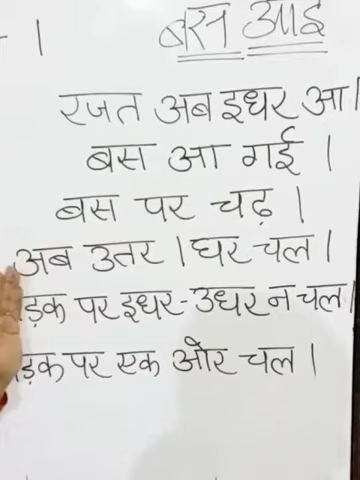 - 1
बस आई
रजत अब इधर आ।
बस आ गई ।
बस पर चढ़ ।
अब उतर । घर चल ।
ड़क पर इधर-उधर न चल।
ड़क पर एक ओर चल ।